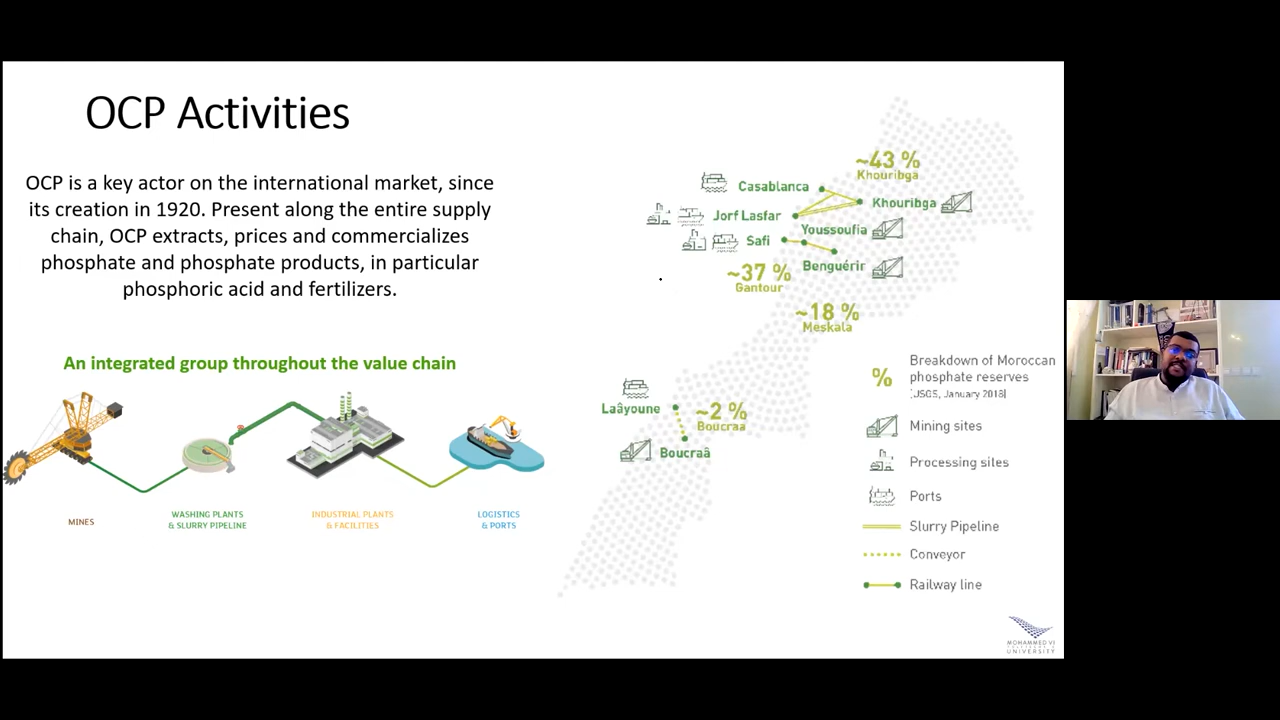 OCP Activities
OCP is a key actor on the international market, since
its creation in 1920. Present along the entire supply
chain, OCP extracts, prices and commercializes
phosphate and phosphate products, in particular
phosphoric acid and fertilizers.
An integrated group throughout the value chain
MINES
WASHING PLANTS
& SLURRY PIPELINE
INDUSTRIAL PLANTS
& FACILITIES
LOGISTICS
& PORTS
~43 %
Khouribga
Casablanca
Khouribga
Jorf Lasfar
Youssoufia
Safi
Benguérir
~37 %
Gantour
~18 %
Meskala
Laâyoune
~2 %
Boucraa
Boucraâ
%
Breakdown of Moroccan
phosphate reserves
(USGS, January 2018)
Mining sites
Processing sites
Ports
Slurry Pipeline
Conveyor
Railway line
MOHAMMED VI
POLYTECHNIC
UNIVERSITY